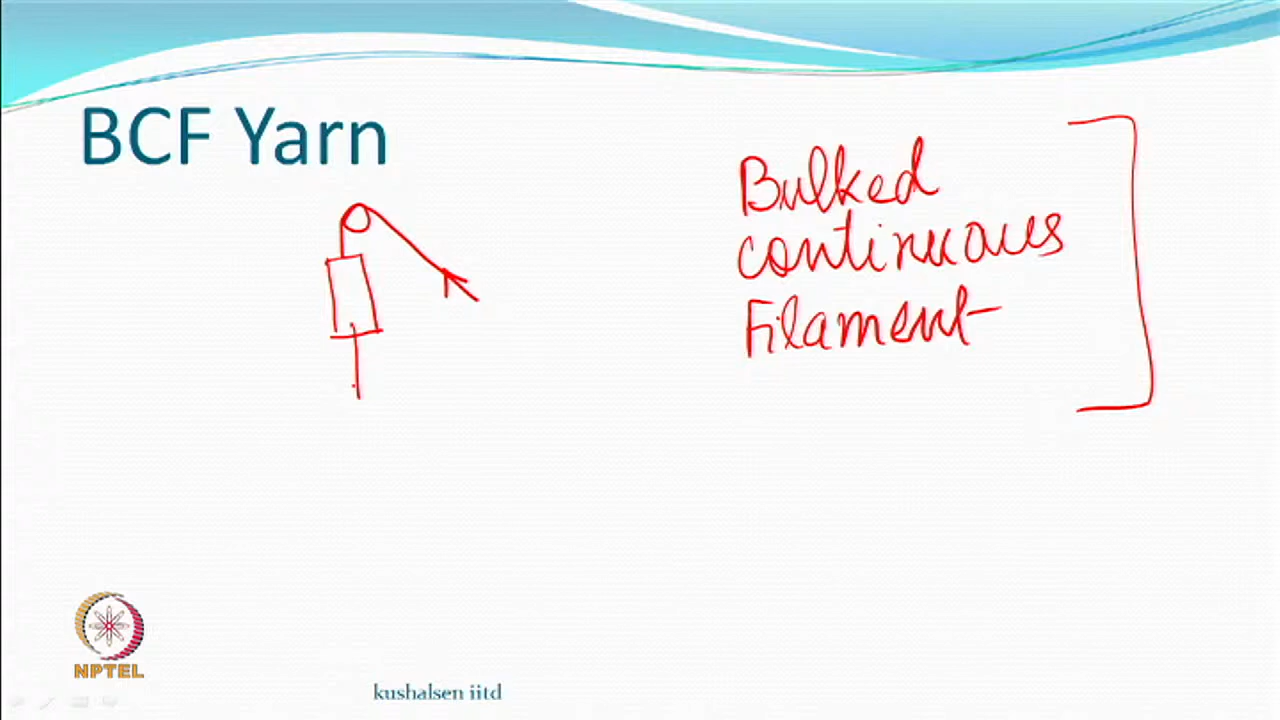 BCF Yarn
Bulked
continuous
Filament
NPTEL
kushalsen iitd